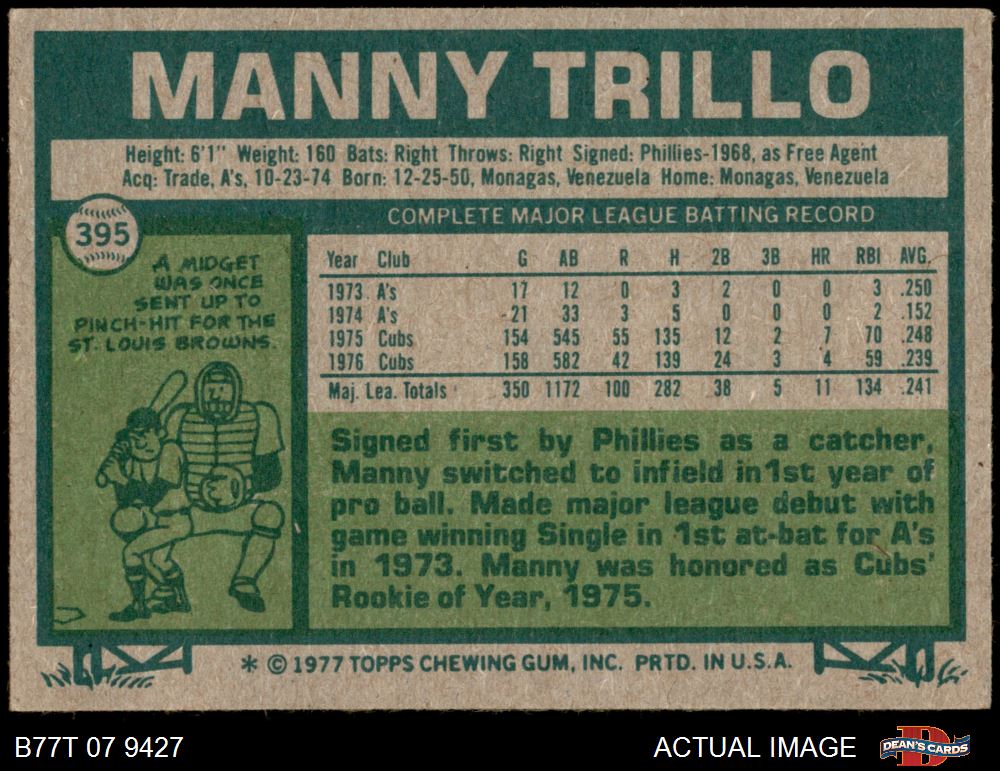 MANNY TRILLO
Height: 6'1" Weight: 160 Bats: Right Throws: Right Signed: Phillies-1968, as Free Agent
Acq: Trade, A's, 10-23-74 Born: 12-25-50, Monagas, Venezuela Home: Monagas, Venezuela
395
A MIDGET
WAS ONCE
SENT UP TO
PINCH-HIT FOR THE
ST. LOUIS BROWNS.
COMPLETE MAJOR LEAGUE BATTING RECORD
Year Club G AB R H 2B 3B HR RBI AVG.
1973 A's 17 12 0 3 2 0 0 3 .250
1974 A's 21 33 3 5 0 0 0 2 .152
1975 Cubs 154 545 55 135 12 2 7 70 .248
1976 Cubs 158 582 42 139 24 3 4 59 .239
Maj. Lea. Totals 350 1172 100 282 38 5 11 134 .241
Signed first by Phillies as a catcher,
Manny switched to infield in 1st year of
pro ball. Made major league debut with
game winning Single in 1st at-bat for A's
in 1973. Manny was honored as Cubs'
Rookie of Year, 1975.
* © 1977 TOPPS CHEWING GUM, INC. PRTD. IN U.S.A.
B77T 07 9427
ACTUAL IMAGE
DEAN'S CARDS